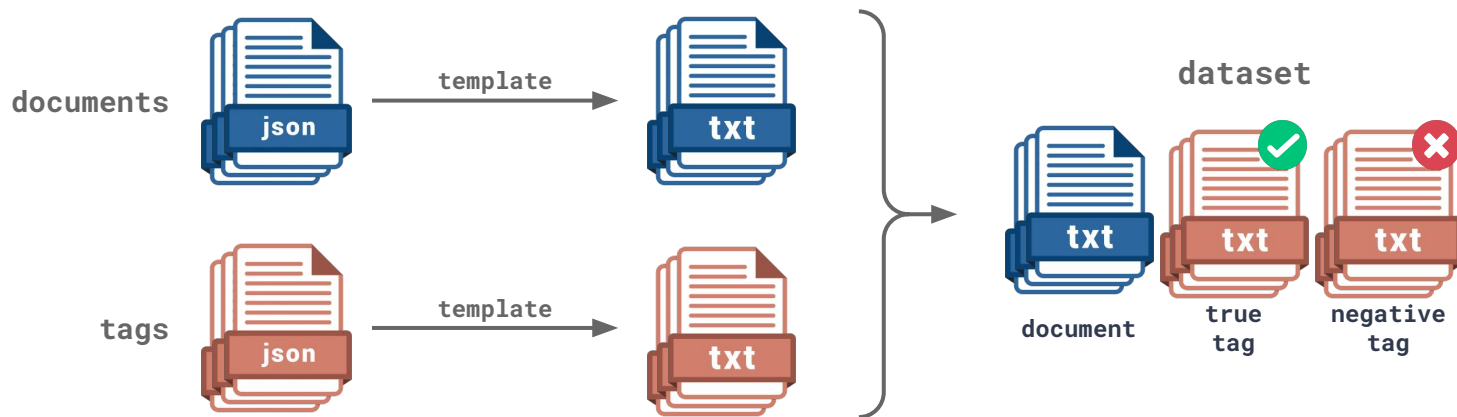 documents
json
template
txt
tags
json
template
txt
dataset
txt
txt
txt
document
true
tag
negative
tag